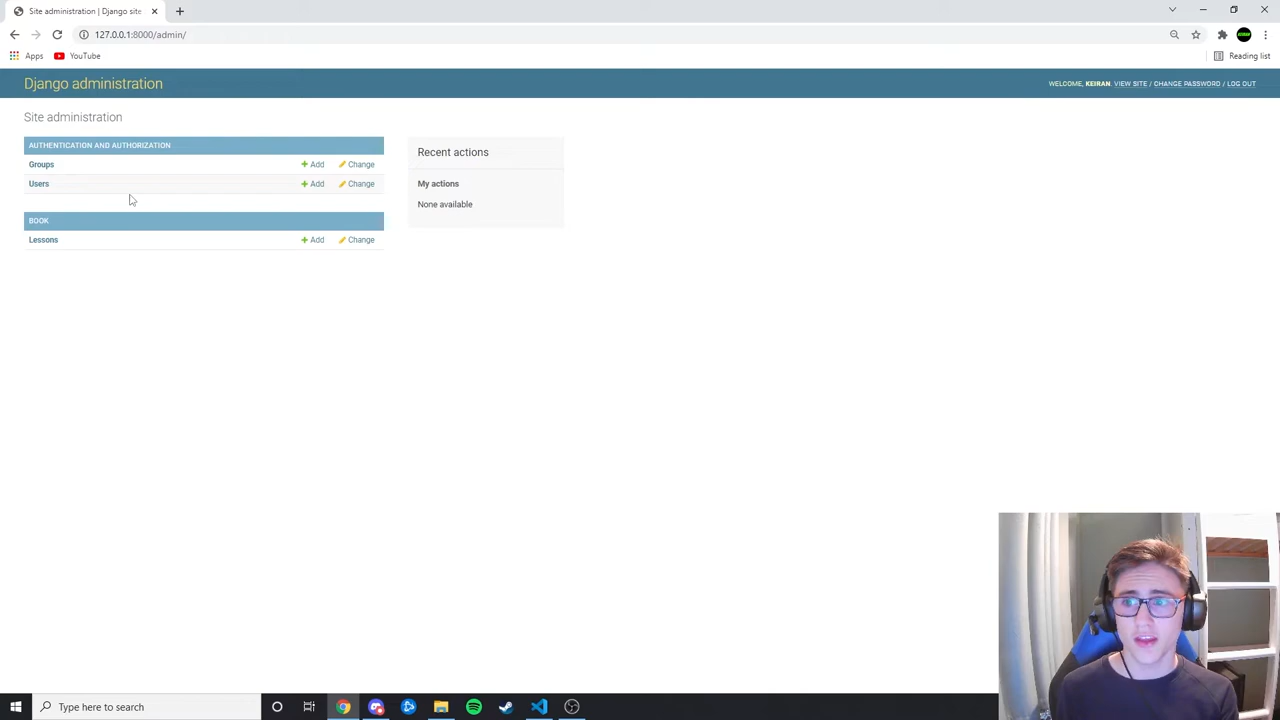 Site administration | Django site
127.0.0.1:8000/admin/
Apps
YouTube
Reading list
Django administration
WELCOME, KEIRAN. VIEW SITE / CHANGE PASSWORD / LOG OUT
Site administration
AUTHENTICATION AND AUTHORIZATION
Groups
Add
Change
Users
Add
Change
BOOK
Lessons
Add
Change
Recent actions
My actions
None available
Type here to search